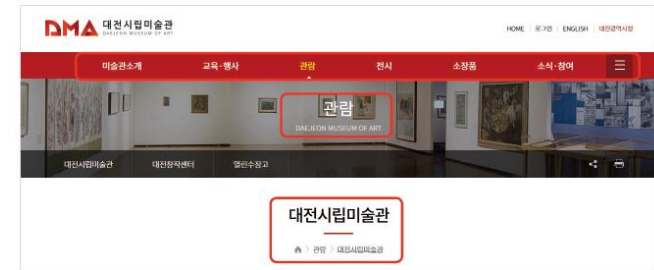 DMA 대전시립미술관
DAEJEON MUSEUM OF ART
HOME 로그인 ENGLISH 대전광역시청
미술관소개 교육·행사 관람 전시 소장품 소식·참여
관람
DAEJEON MUSEUM OF ART
대전시립미술관 대전창작센터 열린수장고
대전시립미술관
관람 > 대전시립미술관